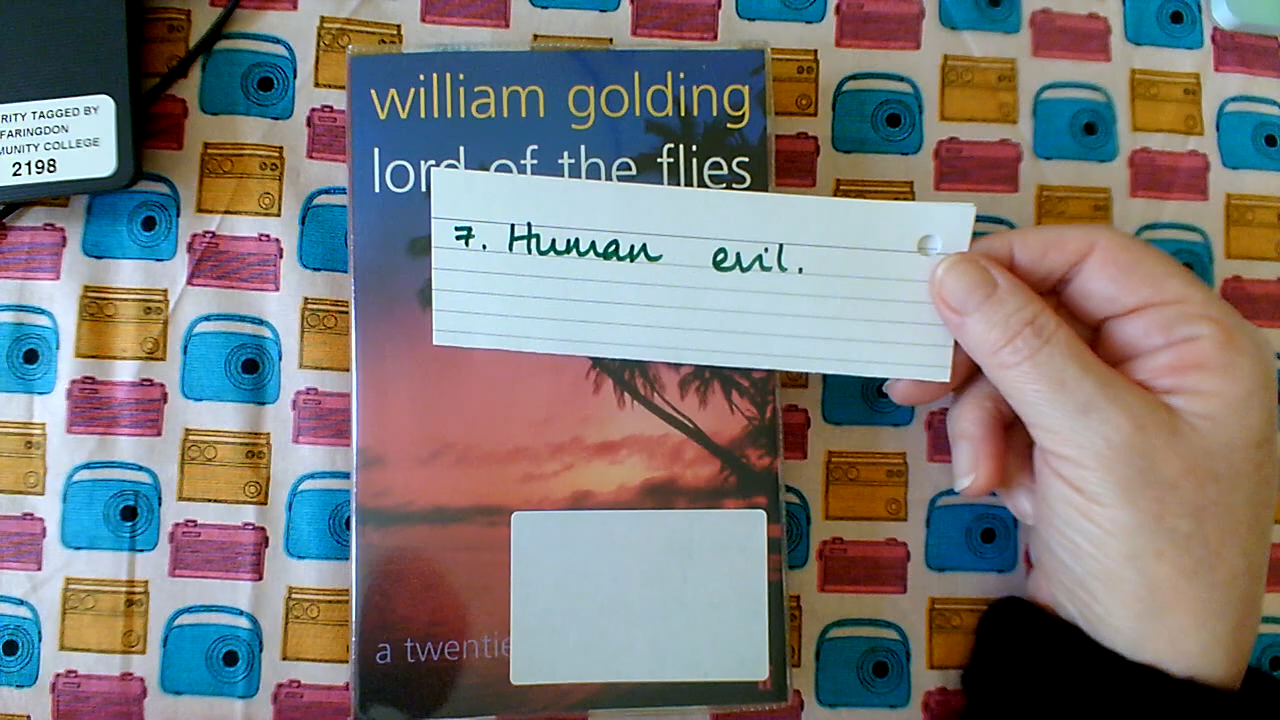 RITY TAGGED BY
FARINGDON
MUNITY COLLEGE
2198
william golding
lord of the flies
7. Human evil.
a twentie